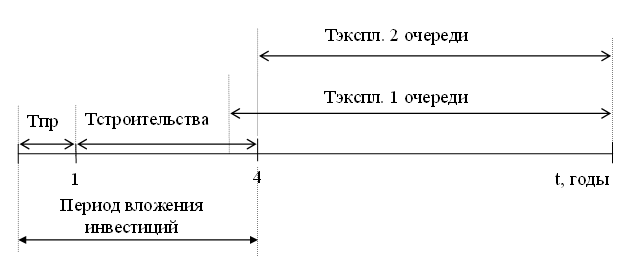 Тэкспл. 2 очереди
Тэкспл. 1 очереди
Тпр
Тстроительства
1
4
t, годы
Период вложения
инвестиций